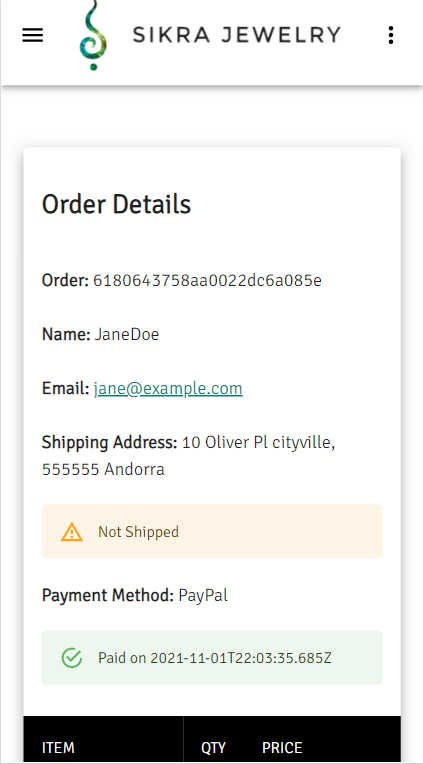 SIKRA JEWELRY
Order Details
Order: 6180643758aa0022dc6a085e
Name: JaneDoe
Email: jane@example.com
Shipping Address: 10 Oliver Pl cityville,
555555 Andorra
Not Shipped
Payment Method: PayPal
Paid on 2021-11-01T22:03:35.685Z
ITEM QTY PRICE